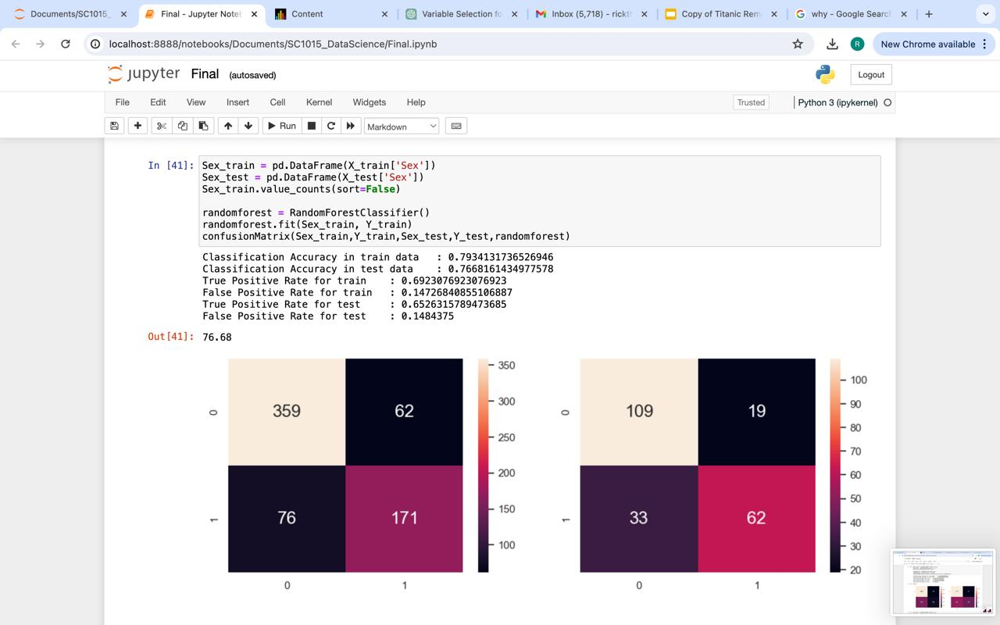 Documents/SC1015_
Final - Jupyter Note
Content
Variable Selection fo
Inbox (5,718) - rickt
Copy of Titanic Rem
why - Google Searc
localhost:8888/notebooks/Documents/SC1015_DataScience/Final.ipynb
R
New Chrome available
jupyter Final (autosaved)
Logout
File Edit View Insert Cell Kernel Widgets Help
Trusted
Python 3 (ipykernel)
Run
Markdown
In [41]:
Sex_train = pd.DataFrame(X_train['Sex'])
Sex_test = pd.DataFrame(X_test['Sex'])
Sex_train.value_counts(sort=False)
randomforest = RandomForestClassifier()
randomforest.fit(Sex_train, Y_train)
confusionMatrix(Sex_train,Y_train,Sex_test,Y_test,randomforest)
Classification Accuracy in train data : 0.7934131736526946
Classification Accuracy in test data : 0.7668161434977578
True Positive Rate for train : 0.6923076923076923
False Positive Rate for train : 0.14726840855106887
True Positive Rate for test : 0.6526315789473685
False Positive Rate for test : 0.1484375
Out[41]: 76.68
0
359
62
1
76
171
0
1
350
300
250
200
150
100
0
109
19
1
33
62
0
1
100
90
80
70
60
50
40
30
20